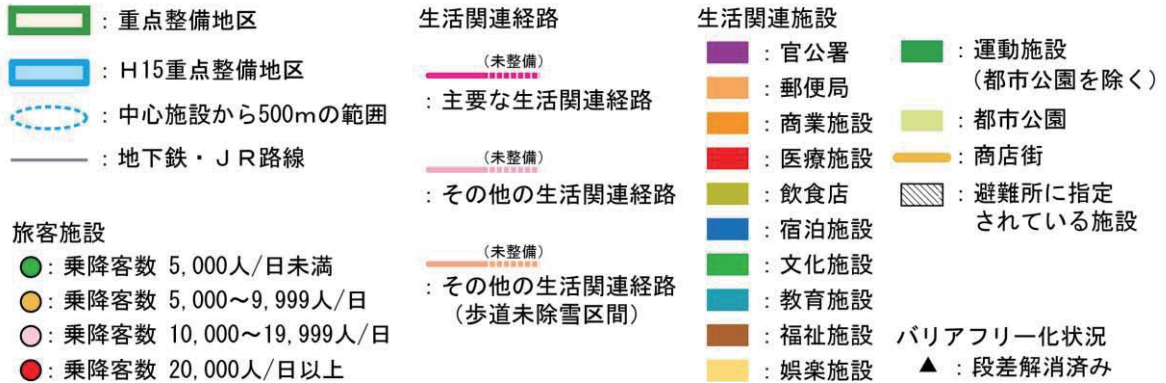 ：重点整備地区
：H15重点整備地区
：中心施設から500mの範囲
：地下鉄・ＪＲ路線
旅客施設
：乗降客数 5,000人/日未満
：乗降客数 5,000～9,999人/日
：乗降客数 10,000～19,999人/日
：乗降客数 20,000人/日以上
生活関連経路
(未整備)
：主要な生活関連経路
(未整備)
：その他の生活関連経路
(未整備)
：その他の生活関連経路
（歩道未除雪区間）
生活関連施設
：官公署
：郵便局
：商業施設
：医療施設
：飲食店
：宿泊施設
：文化施設
：教育施設
：福祉施設
：娯楽施設
：運動施設
（都市公園を除く）
：都市公園
：商店街
：避難所に指定
されている施設
バリアフリー化状況
▲ ：段差解消済み